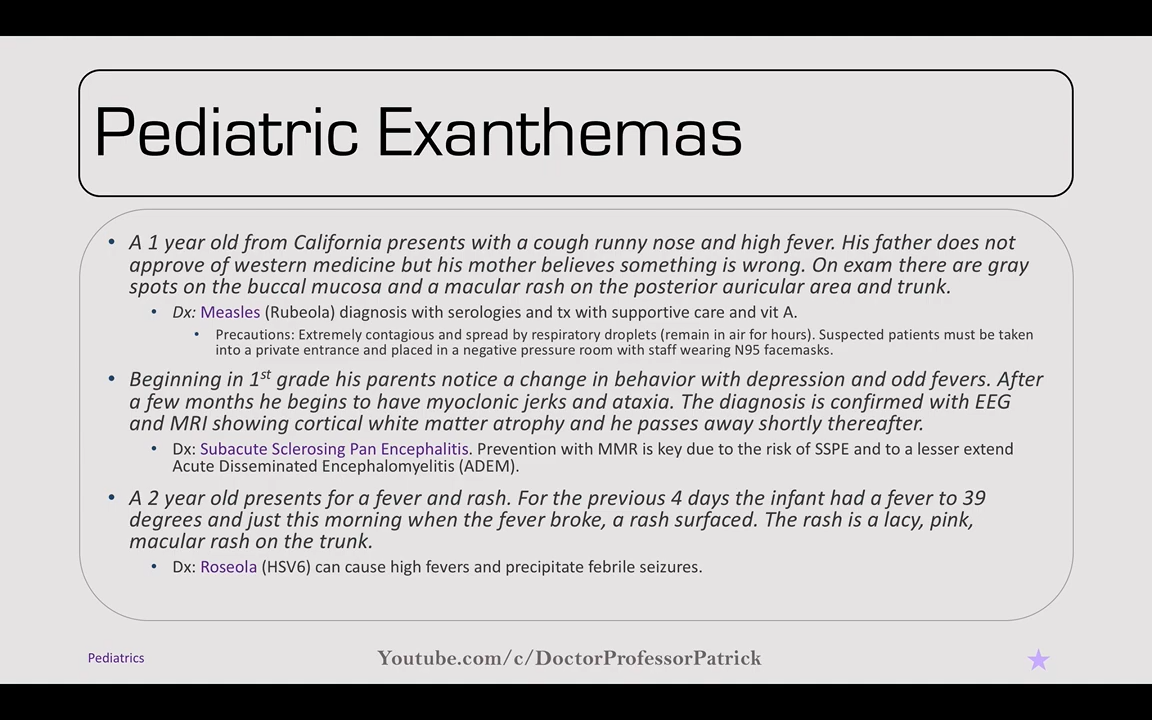 Pediatric Exanthemas
• A 1 year old from California presents with a cough runny nose and high fever. His father does not
approve of western medicine but his mother believes something is wrong. On exam there are gray
spots on the buccal mucosa and a macular rash on the posterior auricular area and trunk.
• Dx: Measles (Rubeola) diagnosis with serologies and tx with supportive care and vit A.
• Precautions: Extremely contagious and spread by respiratory droplets (remain in air for hours). Suspected patients must be taken
into a private entrance and placed in a negative pressure room with staff wearing N95 facemasks.
• Beginning in 1st grade his parents notice a change in behavior with depression and odd fevers. After
a few months he begins to have myoclonic jerks and ataxia. The diagnosis is confirmed with EEG
and MRI showing cortical white matter atrophy and he passes away shortly thereafter.
• Dx: Subacute Sclerosing Pan Encephalitis. Prevention with MMR is key due to the risk of SSPE and to a lesser extend
Acute Disseminated Encephalomyelitis (ADEM).
• A 2 year old presents for a fever and rash. For the previous 4 days the infant had a fever to 39
degrees and just this morning when the fever broke, a rash surfaced. The rash is a lacy, pink,
macular rash on the trunk.
• Dx: Roseola (HSV6) can cause high fevers and precipitate febrile seizures.
Pediatrics
Youtube.com/c/DoctorProfessorPatrick